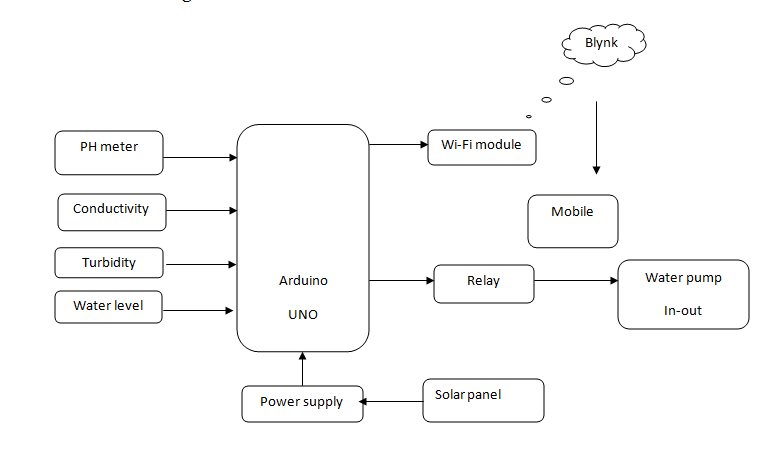 Blynk
PH meter
Wi-Fi module
Conductivity
Mobile
Turbidity
Arduino
UNO
Relay
Water pump
In-out
Water level
Power supply
Solar panel